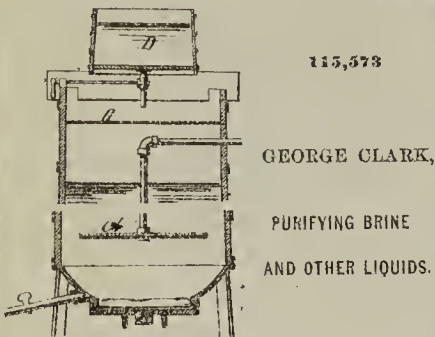 115,573
GEORGE CLARK,
PURIFYING BRINE
AND OTHER LIQUIDS.